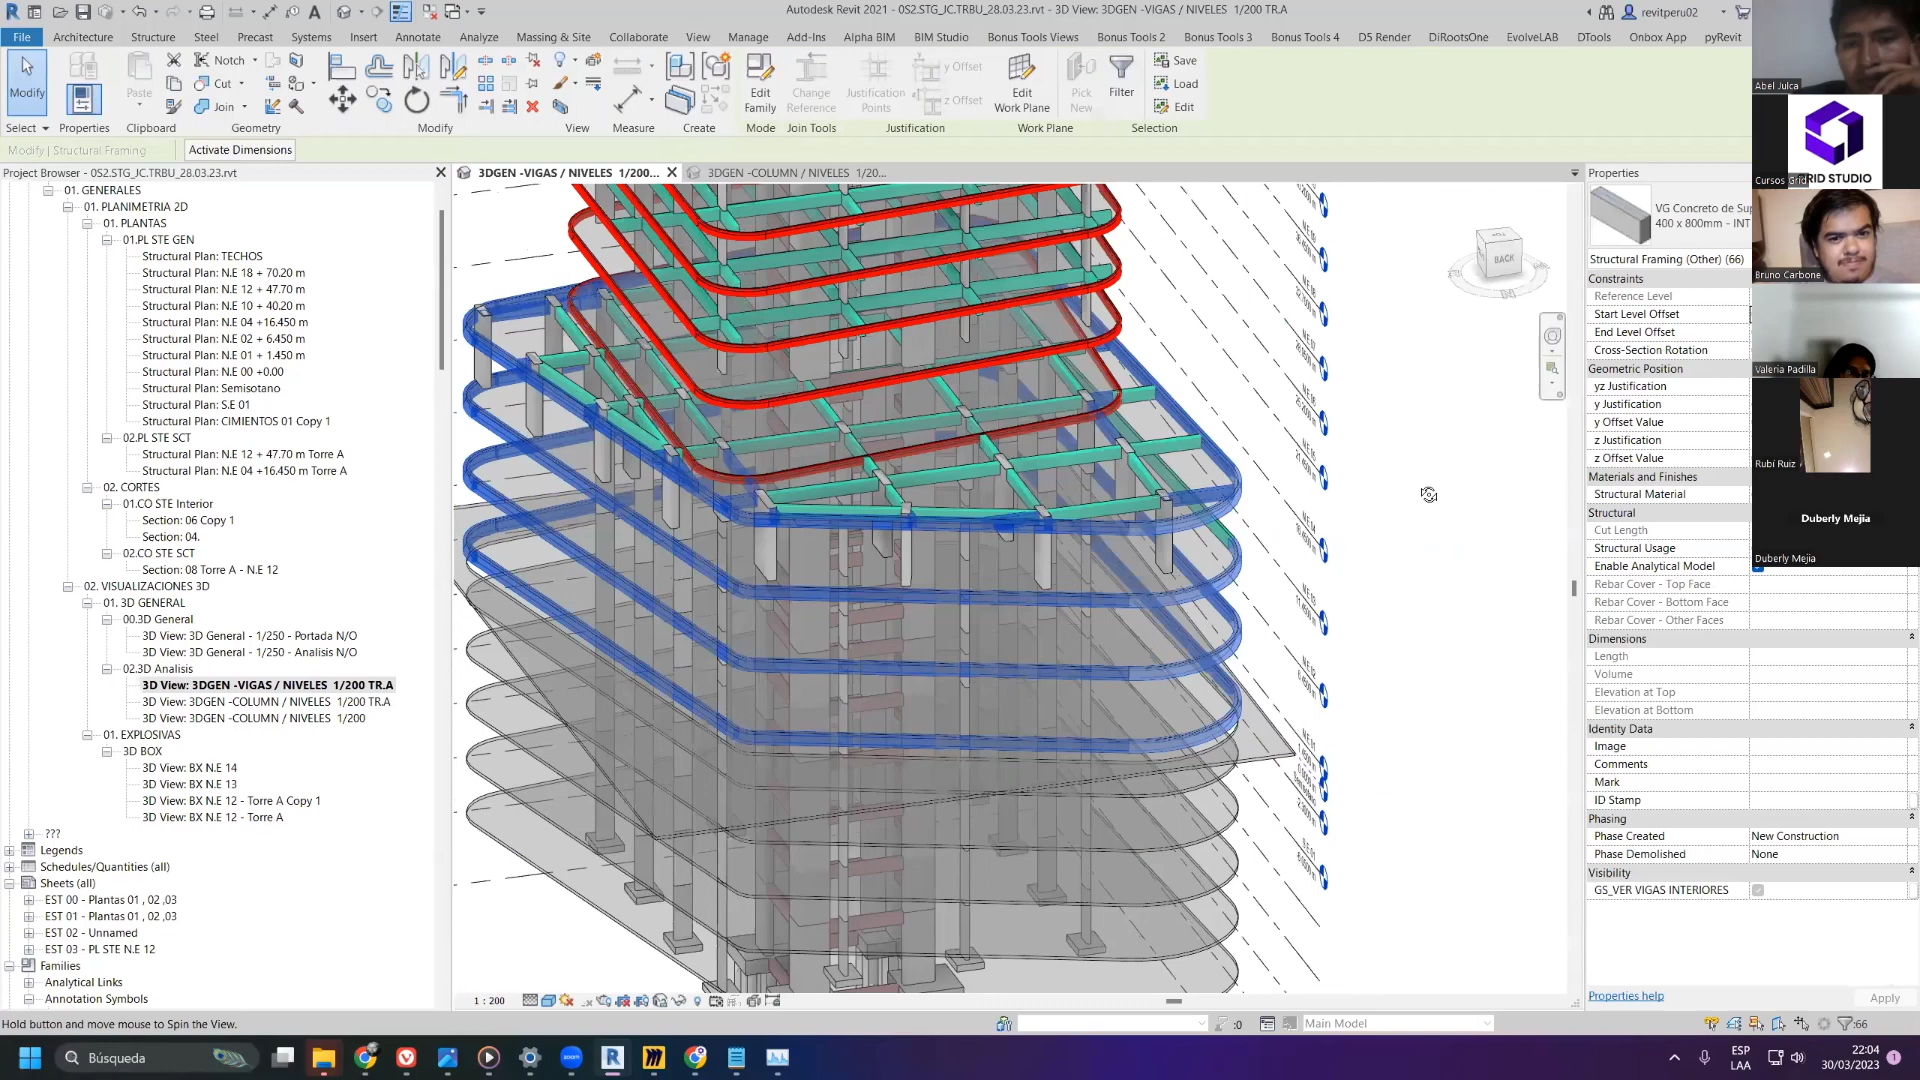 Autodesk Revit 2021 - 0S2.STG_JC.TRBU_28.03.23.rvt - 3D View: 3DGEN -VIGAS / NIVELES 1/200 TR.A
revitperu02
File Architecture Structure Steel Precast Systems Insert Annotate Analyze Massing & Site Collaborate View Manage Add-Ins Alpha BIM BIM Studio Bonus Tools Views Bonus Tools 2 Bonus Tools 3 Bonus Tools 4 D5 Render DiRootsOne EvolveLAB DTools Onbox App pyRevit
Modify
Paste
Notch
Cut
Join
Edit Family
Change Reference
Justification Points
y Offset
z Offset
Edit Work Plane
Pick New
Filter
Save
Load
Edit
Select Properties Clipboard Geometry Modify View Measure Create Mode Join Tools Justification Work Plane Selection
Modify | Structural Framing
Activate Dimensions
Project Browser - 0S2.STG_JC.TRBU_28.03.23.rvt
3DGEN -VIGAS / NIVELES 1/200...
3DGEN -COLUMN / NIVELES 1/20...
01. GENERALES
01. PLANIMETRIA 2D
01. PLANTAS
01.PL STE GEN
Structural Plan: TECHOS
Structural Plan: N.E 18 + 70.20 m
Structural Plan: N.E 12 + 47.70 m
Structural Plan: N.E 10 + 40.20 m
Structural Plan: N.E 04 +16.450 m
Structural Plan: N.E 02 + 6.450 m
Structural Plan: N.E 01 + 1.450 m
Structural Plan: N.E 00 +0.00
Structural Plan: Semisotano
Structural Plan: S.E 01
Structural Plan: CIMIENTOS 01 Copy 1
02.PL STE SCT
Structural Plan: N.E 12 + 47.70 m Torre A
Structural Plan: N.E 04 +16.450 m Torre A
02. CORTES
01.CO STE Interior
Section: 06 Copy 1
Section: 04.
02.CO STE SCT
Section: 08 Torre A - N.E 12
02. VISUALIZACIONES 3D
01. 3D GENERAL
00.3D General
3D View: 3D General - 1/250 - Portada N/O
3D View: 3D General - 1/250 - Analisis N/O
02.3D Analisis
3D View: 3DGEN -VIGAS / NIVELES 1/200 TR.A
3D View: 3DGEN -COLUMN / NIVELES 1/200 TR.A
3D View: 3DGEN -COLUMN / NIVELES 1/200
01. EXPLOSIVAS
3D BOX
3D View: BX N.E 14
3D View: BX N.E 13
3D View: BX N.E 12 - Torre A Copy 1
3D View: BX N.E 12 - Torre A
???
Legends
Schedules/Quantities (all)
Sheets (all)
EST 00 - Plantas 01 , 02 ,03
EST 01 - Plantas 01 , 02 ,03
EST 02 - Unnamed
EST 03 - PL STE N.E 12
Families
Analytical Links
Annotation Symbols
BACK
Properties
VG Concreto de Su
400 x 800mm - INT
Structural Framing (Other) (66)
Constraints
Reference Level
Start Level Offset
End Level Offset
Cross-Section Rotation
Geometric Position
yz Justification
y Justification
y Offset Value
z Justification
z Offset Value
Materials and Finishes
Structural Material
Structural
Cut Length
Structural Usage
Enable Analytical Model
Rebar Cover - Top Face
Rebar Cover - Bottom Face
Rebar Cover - Other Faces
Dimensions
Length
Volume
Elevation at Top
Elevation at Bottom
Identity Data
Image
Comments
Mark
ID Stamp
Phasing
Phase Created New Construction
Phase Demolished None
Visibility
GS_VER VIGAS INTERIORES
Properties help
Apply
Abel Julca
Cursos Grid
RID STUDIO
Bruno Carbone
Valeria Padilla
Rubí Ruiz
Duberly Mejia
Duberly Mejia
1 : 200
Hold button and move mouse to Spin the View.
:0
Main Model
:66
Búsqueda
ESP
LAA
22:04
30/03/2023
1